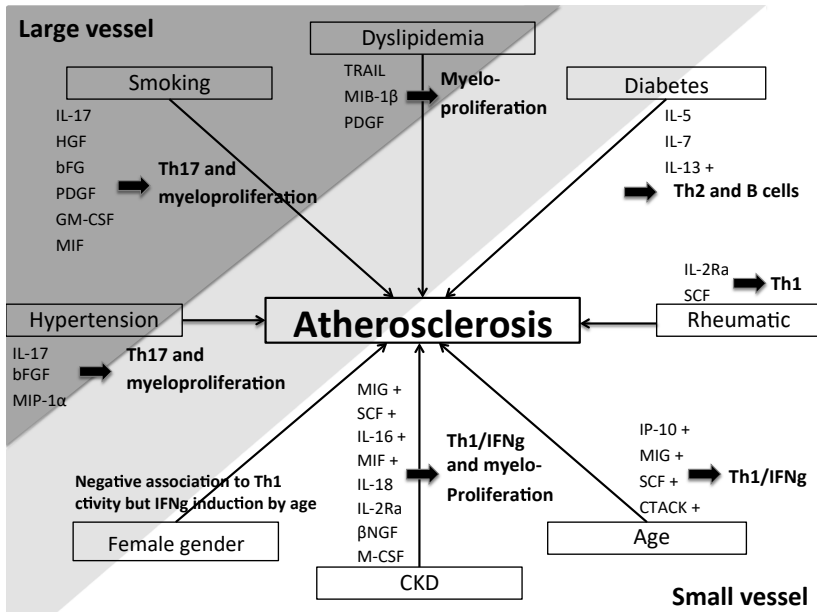 Large vessel
Dyslipidemia
Smoking
TRAIL
MIB-1β
PDGF
Myelo-
proliferation
Diabetes
IL-17
HGF
bFG
PDGF
GM-CSF
MIF
Th17 and
myeloproliferation
IL-5
IL-7
IL-13 +
Th2 and B cells
IL-2Ra
SCF
Th1
Rheumatic
Hypertension
Atherosclerosis
IL-17
bFGF
MIP-1α
Th17 and
myeloproliferation
MIG +
SCF +
IL-16 +
MIF +
IL-18
IL-2Ra
βNGF
M-CSF
Th1/IFNg
and myelo-
Proliferation
IP-10 +
MIG +
SCF +
CTACK +
Th1/IFNg
Negative association to Th1
ctivity but IFNg induction by age
Female gender
CKD
Age
Small vessel